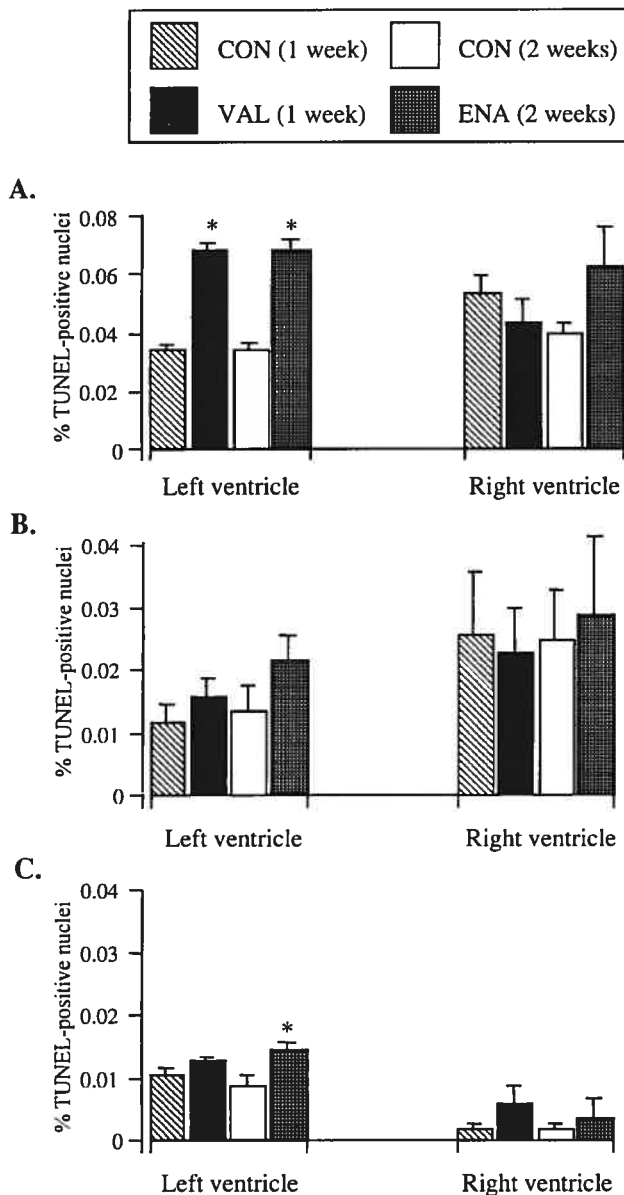 CON (1 week) CON (2 weeks)
VAL (1 week) ENA (2 weeks)
A.
% TUNEL-positive nuclei
0.08
0.06
0.04
0.02
0
* *
Left ventricle Right ventricle
B.
% TUNEL-positive nuclei
0.04
0.03
0.02
0.01
0
Left ventricle Right ventricle
C.
% TUNEL-positive nuclei
0.04
0.03
0.02
0.01
0
*
Left ventricle Right ventricle